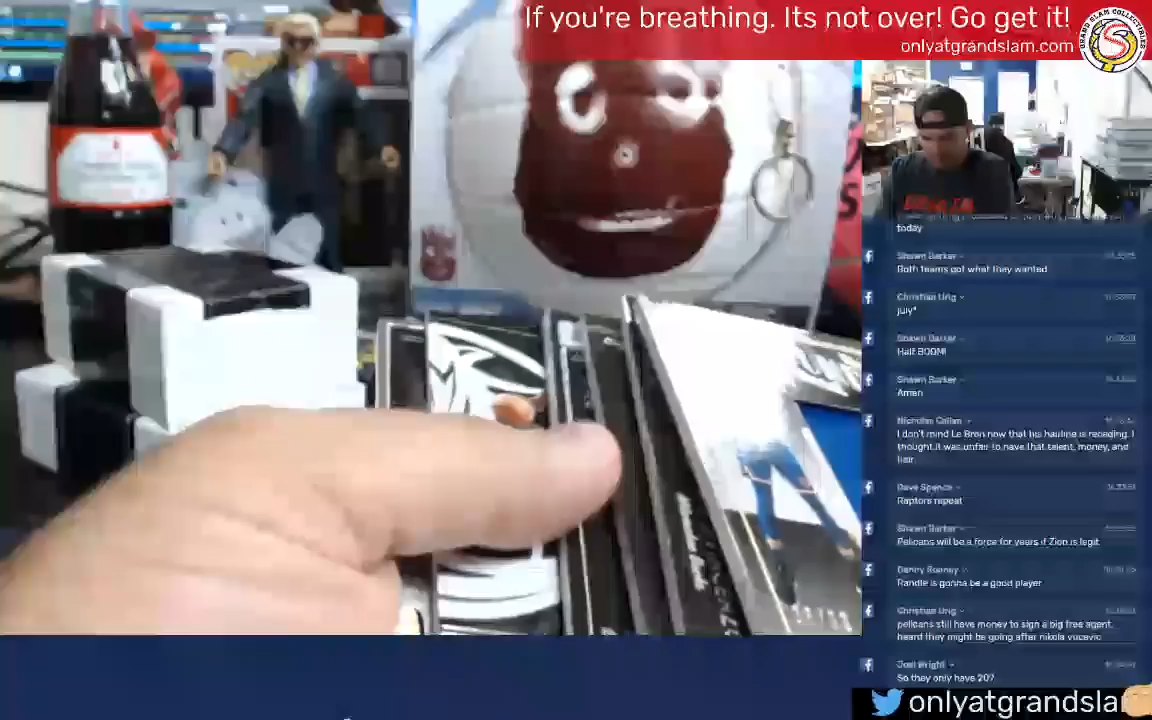 If you're breathing. Its not over! Go get it!
onlyatgrandslam.com
today
Shawn Barker
Both teams got what they wanted
Christian Ung
july*
Shawn Barker
Half BOOM!
Shawn Barker
Amen
I don't mind Le Bron now that his hairline is receding. I
thought it was unfair to have that talent, money, and
hair.
Dave Spence
Raptors repeat
Shawn Barker
Pelicans will be a force for years if Zion is legit.
Danny Rooney
Randle is gonna be a good player
Christian Ung
pelicans still have money to sign a big free agent.
heard they might be going after nikola vucevic
Joel Wright
So they only have 20?
onlyatgrandslam